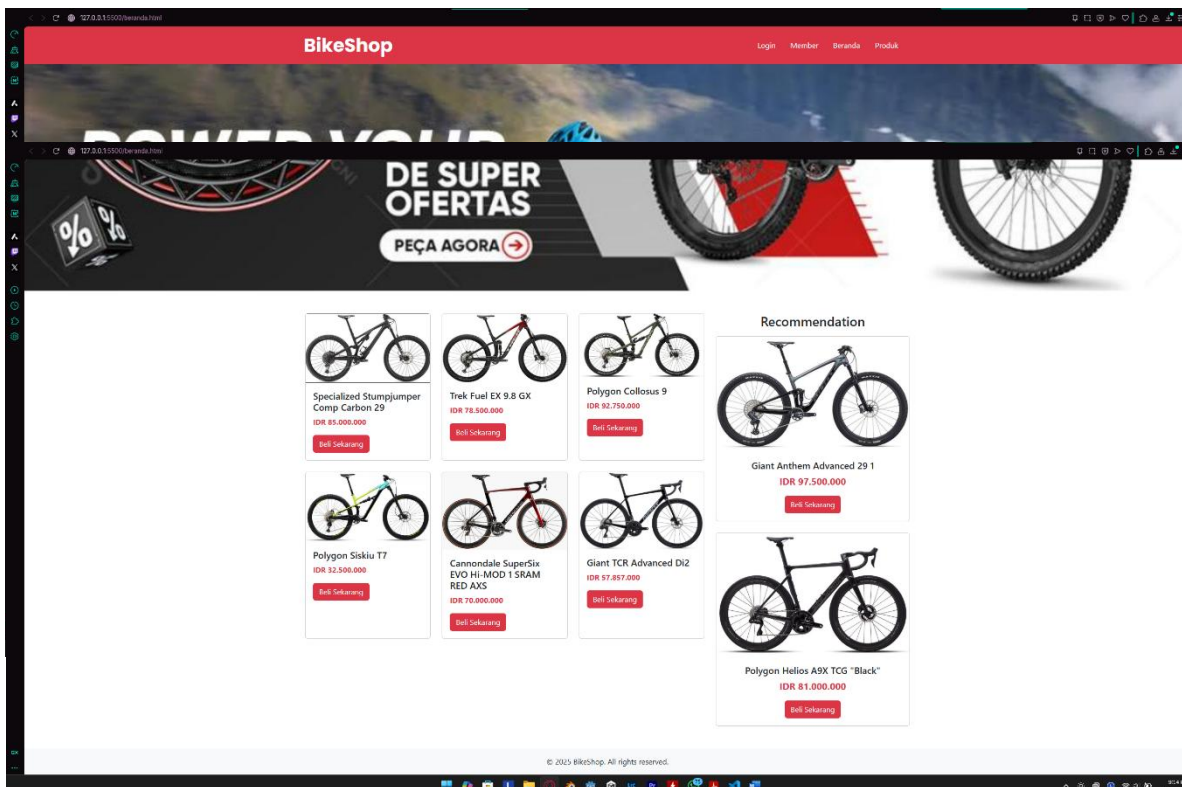 127.0.0.1:5500/beranda.html
BikeShop
Login Member Beranda Produk
POWER YOUR
127.0.0.1:5500/beranda.html
DE SUPER
OFERTAS
PEÇA AGORA
% %
Recommendation
Specialized Stumpjumper
Comp Carbon 29
IDR 85.000.000
Beli Sekarang
Trek Fuel EX 9.8 GX
IDR 78.500.000
Beli Sekarang
Polygon Collosus 9
IDR 92.750.000
Beli Sekarang
Giant Anthem Advanced 29 1
IDR 97.500.000
Beli Sekarang
Polygon Siskiu T7
IDR 32.500.000
Beli Sekarang
Cannondale SuperSix
EVO Hi-MOD 1 SRAM
RED AXS
IDR 70.000.000
Beli Sekarang
Giant TCR Advanced Di2
IDR 57.857.000
Beli Sekarang
Polygon Helios A9X TCG "Black"
IDR 81.000.000
Beli Sekarang
© 2025 BikeShop. All rights reserved.